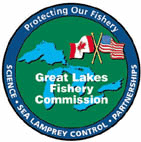 Protecting Our Fishery
Great Lakes
Fishery
Commission
SCIENCE • SEA LAMPREY CONTROL • PARTNERSHIPS